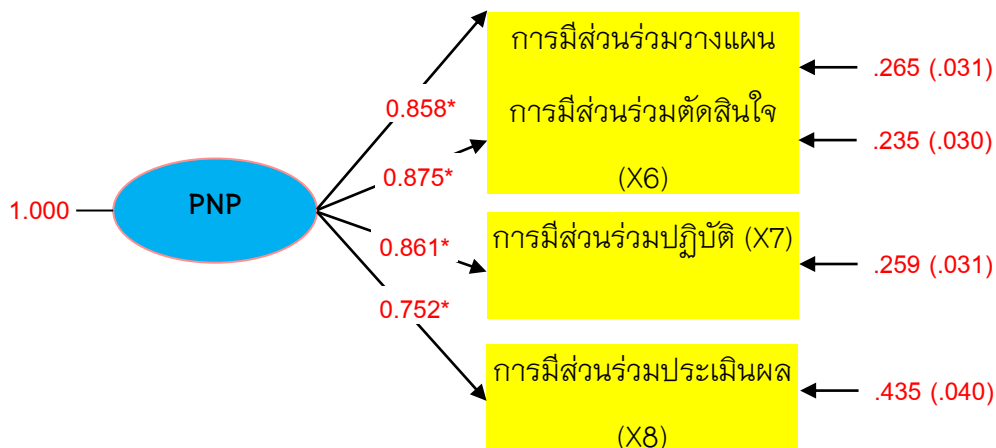 การมีส่วนร่วมวางแผน
.265 (.031)
0.858*
การมีส่วนร่วมตัดสินใจ
.235 (.030)
(X6)
0.875*
1.000
PNP
การมีส่วนร่วมปฏิบัติ (X7)
0.861*
.259 (.031)
0.752*
การมีส่วนร่วมประเมินผล
.435 (.040)
(X8)